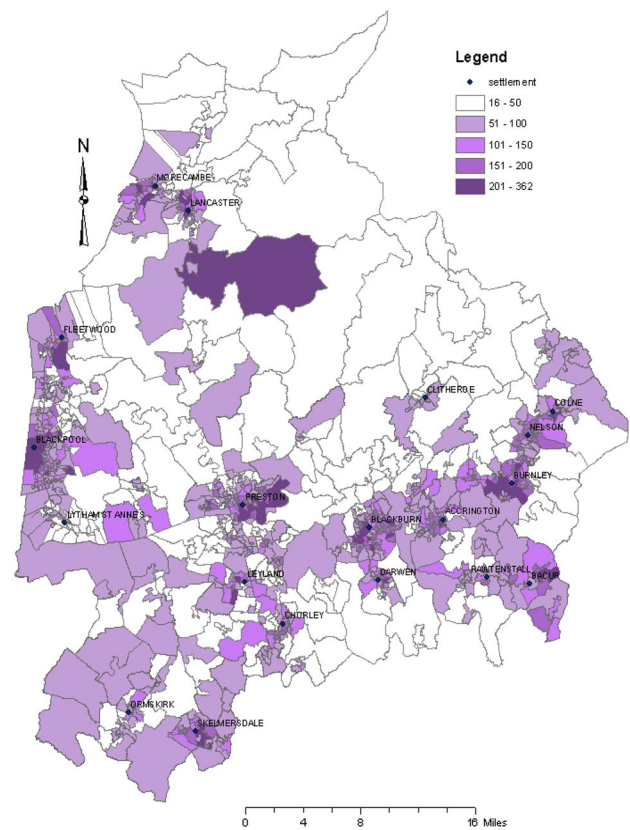 Legend
settlement
16 - 50
51 - 100
101 - 150
151 - 200
201 - 362
N
MORECAMBE
LANCASTER
FLEETWOOD
CLITHEROE
COLNE
BLACKPOOL
NELSON
BURNLEY
PRESTON
LYTHAM ST ANNE'S
BLACKBURN
ACCRINGTON
LEYLAND
DARWEN
RAWTENSTALL
BACUP
CHORLEY
ORMSKIRK
SKELMERSDALE
0 4 8 16 Miles